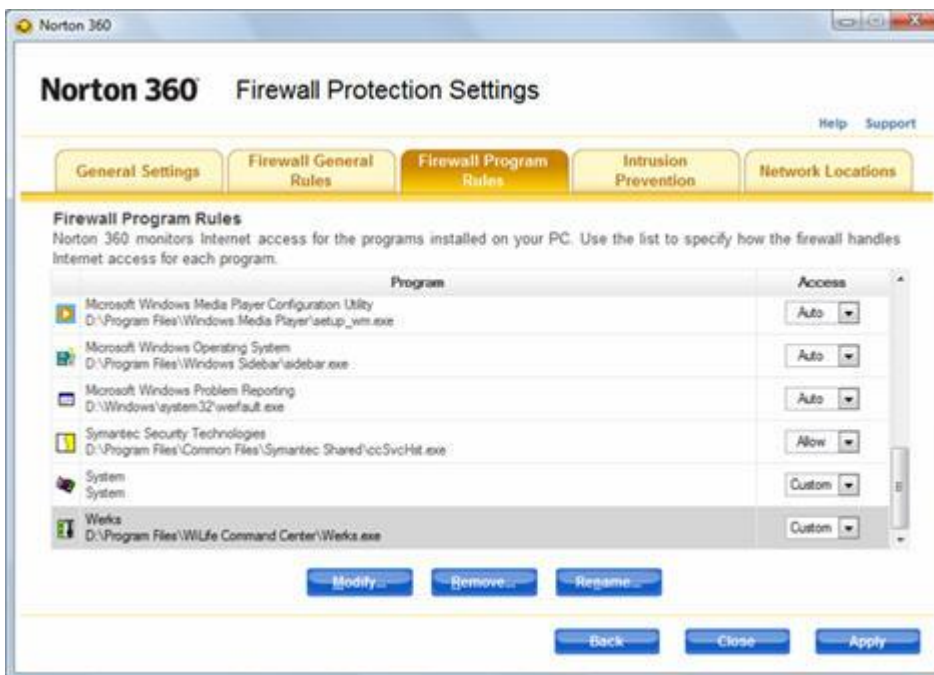 Norton 360
Norton 360 Firewall Protection Settings
Help Support
General Settings
Firewall General Rules
Firewall Program Rules
Intrusion Prevention
Network Locations
Firewall Program Rules
Norton 360 monitors Internet access for the programs installed on your PC. Use the list to specify how the firewall handles
Internet access for each program.
Program Access
Microsoft Windows Media Player Configuration Utility
D:\Program Files\Windows Media Player\setup_wm.exe
Auto
Microsoft Windows Operating System
D:\Program Files\Windows Sidebar\sidebar.exe
Auto
Microsoft Windows Problem Reporting
D:\Windows\system32\werfault.exe
Auto
Symantec Security Technologies
D:\Program Files\Common Files\Symantec Shared\ccSvcHst.exe
Allow
System
System
Custom
Werks
D:\Program Files\WiLife Command Center\Werks.exe
Custom
Modify... Remove... Rename...
Back Close Apply